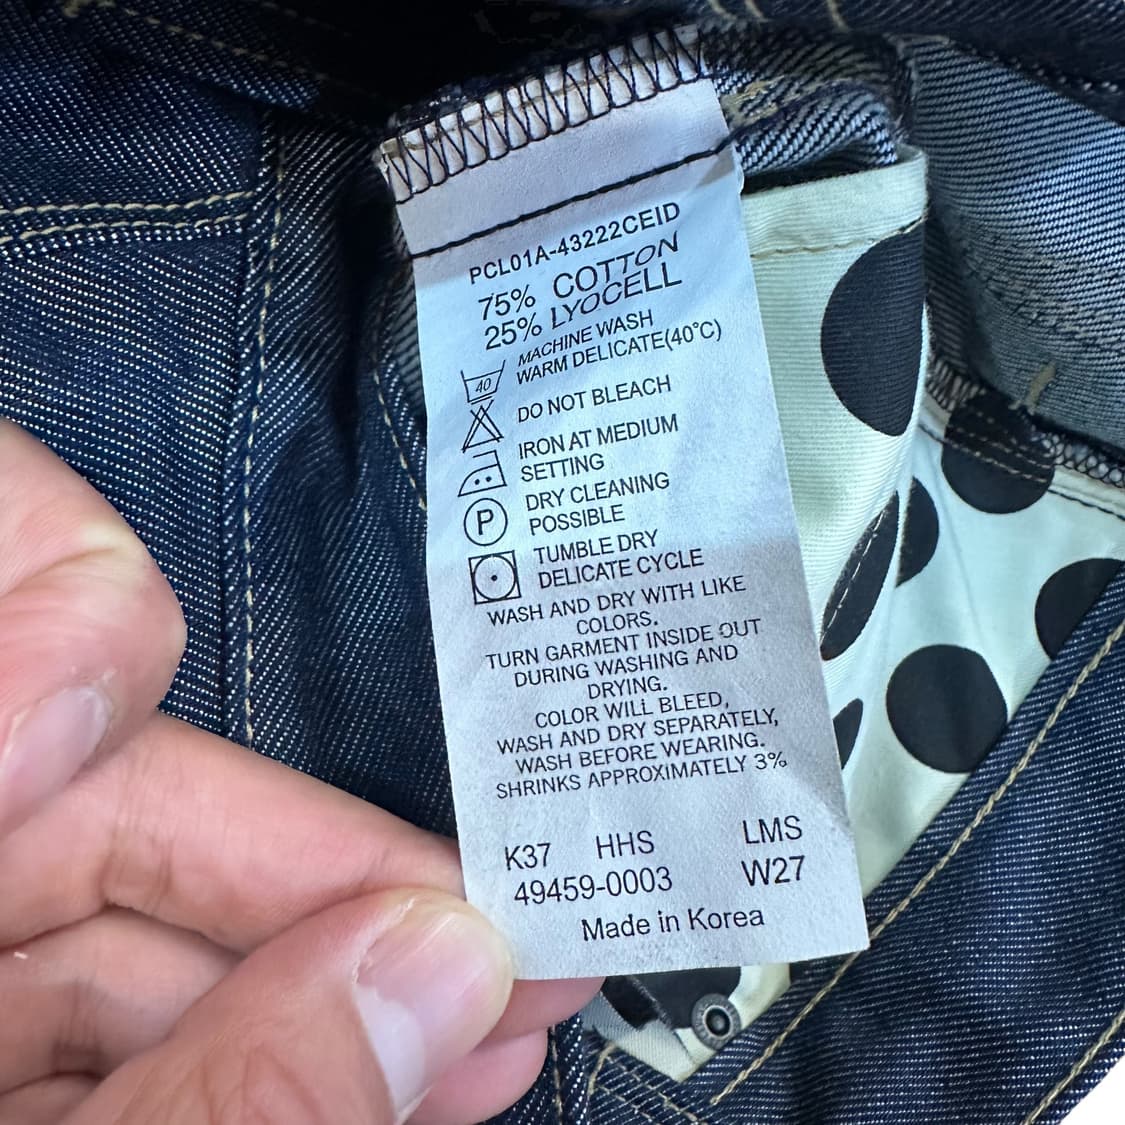 PCL01A-43222CEID
75% COTTON
25% LYOCELL
MACHINE WASH
WARM DELICATE(40°C)
40
DO NOT BLEACH
IRON AT MEDIUM
SETTING
P
DRY CLEANING
POSSIBLE
TUMBLE DRY
DELICATE CYCLE
WASH AND DRY WITH LIKE
COLORS.
TURN GARMENT INSIDE OUT
DURING WASHING AND
DRYING.
COLOR WILL BLEED,
WASH AND DRY SEPARATELY,
WASH BEFORE WEARING.
SHRINKS APPROXIMATELY 3%
K37 HHS LMS
49459-0003 W27
Made in Korea